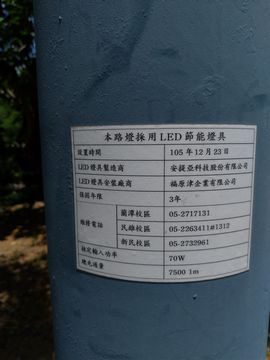 本路燈採用LED節能燈具
設置時間 105年12月23日
LED燈具製造商 安提亞科技股份有限公司
LED燈具安裝廠商 福原津企業有限公司
保固年限 3年
維修電話 蘭潭校區 05-2717131
民雄校區 05-2263411#1312
新民校區 05-2732961
核定輸入功率 70W
總光通量 7500 lm